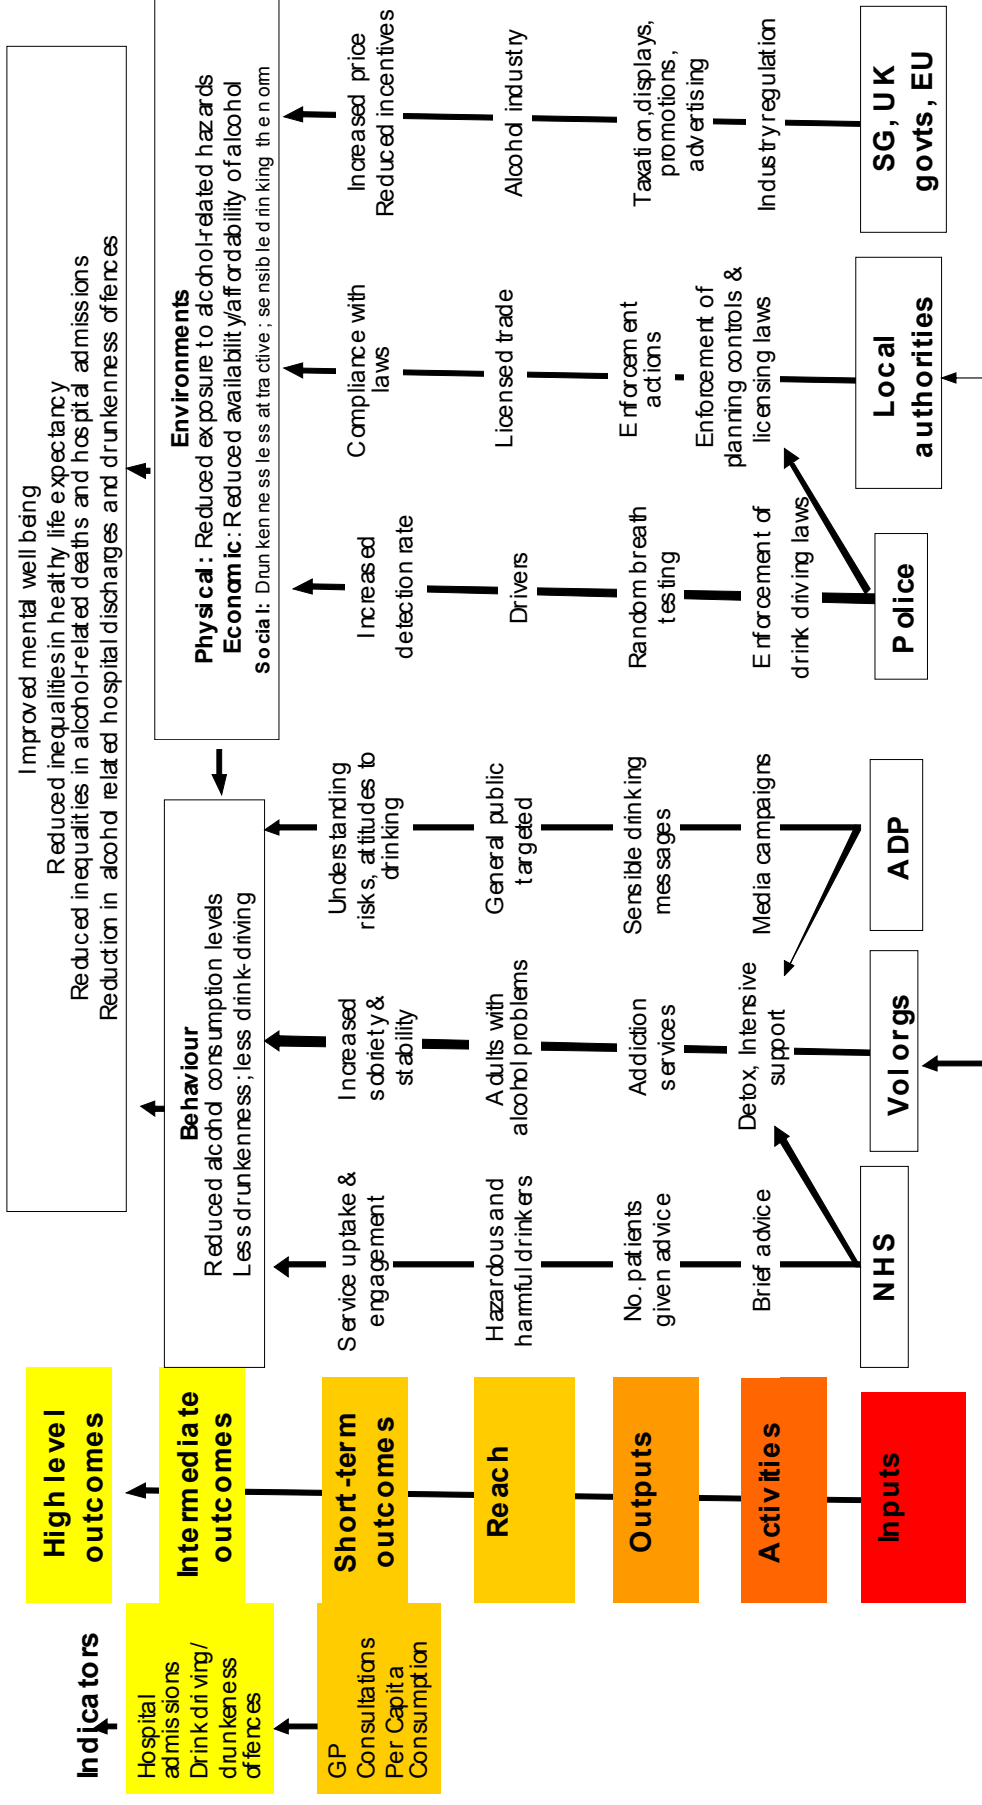 Indicators
Hospital
admissions
Drink driving/
drunkeness
offences
GP
Consultations
Per Capita
Consumption
High level
outcomes
Intermediate
outcomes
Short-term
outcomes
Reach
Outputs
Activities
Inputs
Improved mental well being
Reduced inequalities in healthy life expectancy
Reduced inequalities in alcohol-related deaths and hospital admissions
Reduction in alcohol related hospital discharges and drunkenness offences
Behaviour
Reduced alcohol consumption levels
Less drunkenness; less drink-driving
Environments
Physical: Reduced exposure to alcohol-related hazards
Economic: Reduced availability/affordability of alcohol
Social: Drunkenness less attractive; sensible drinking the norm
Service uptake &
engagement
Increased
sobriety &
stability
Understanding
risks, attitudes to
drinking
Increased
detection rate
Compliance with
laws
Increased price
Reduced incentives
Hazardous and
harmful drinkers
Adults with
alcohol problems
General public
targeted
Drivers
Licensed trade
Alcohol industry
No. patients
given advice
Addiction
services
Sensible drinking
messages
Random breath
testing
Enforcement
actions
Taxation, displays,
promotions,
advertising
Brief advice
Detox, Intensive
support
Media campaigns
Enforcement of
drink driving laws
Enforcement of
planning controls &
licensing laws
Industry regulation
NHS
Vol orgs
ADP
Police
Local
authorities
SG, UK
govts, EU